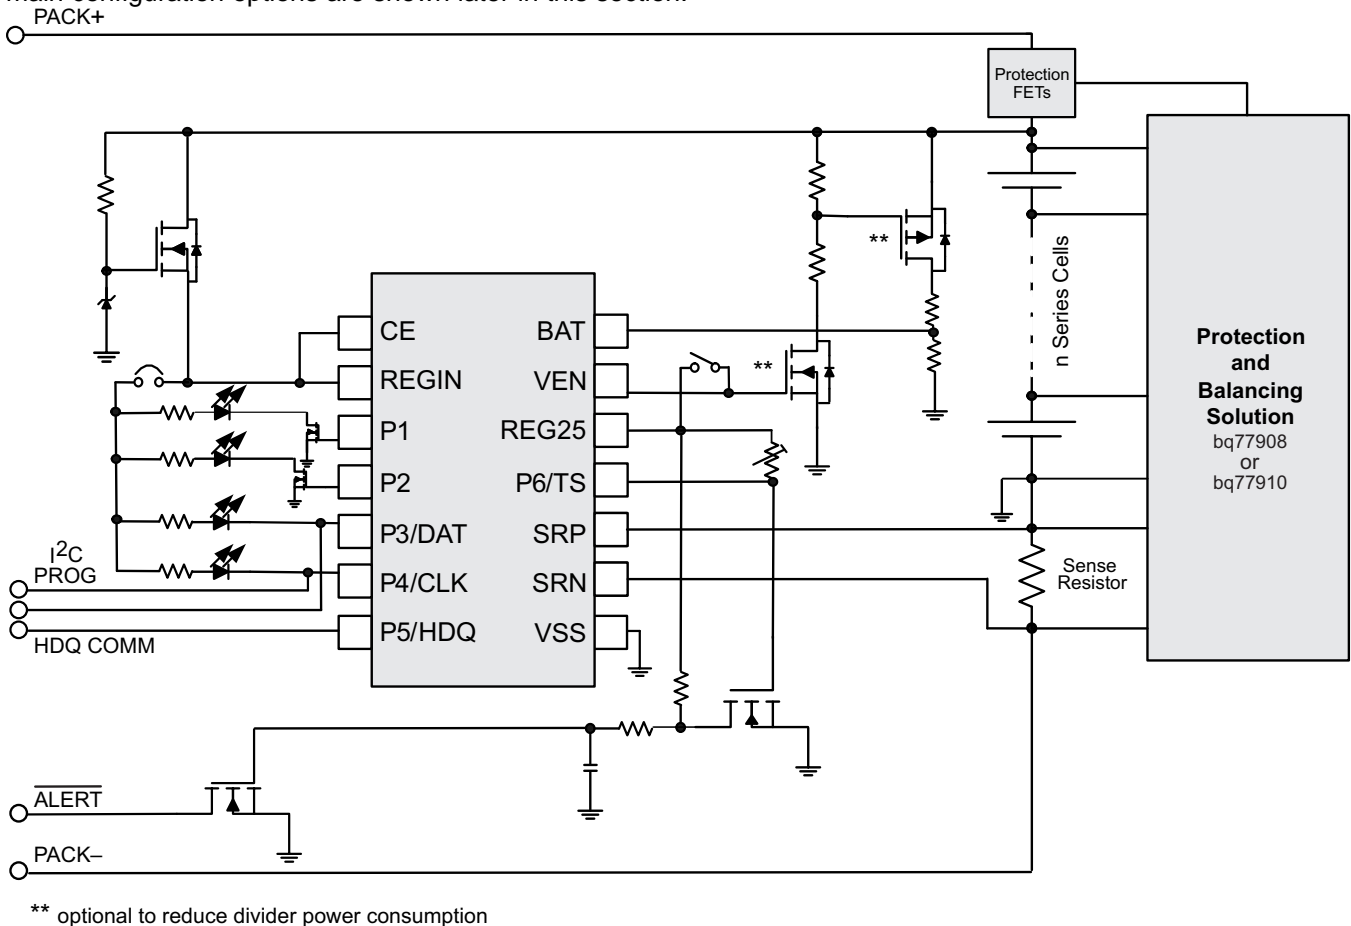 main configuration options are shown later in this section.
PACK+
Protection
FETs
**
n Series Cells
CE
BAT
REGIN
VEN
**
P1
REG25
P2
P6/TS
P3/DAT
SRP
P4/CLK
SRN
P5/HDQ
VSS
Protection
and
Balancing
Solution
bq77908
or
bq77910
I2C
PROG
HDQ COMM
Sense
Resistor
ALERT
PACK–
** optional to reduce divider power consumption